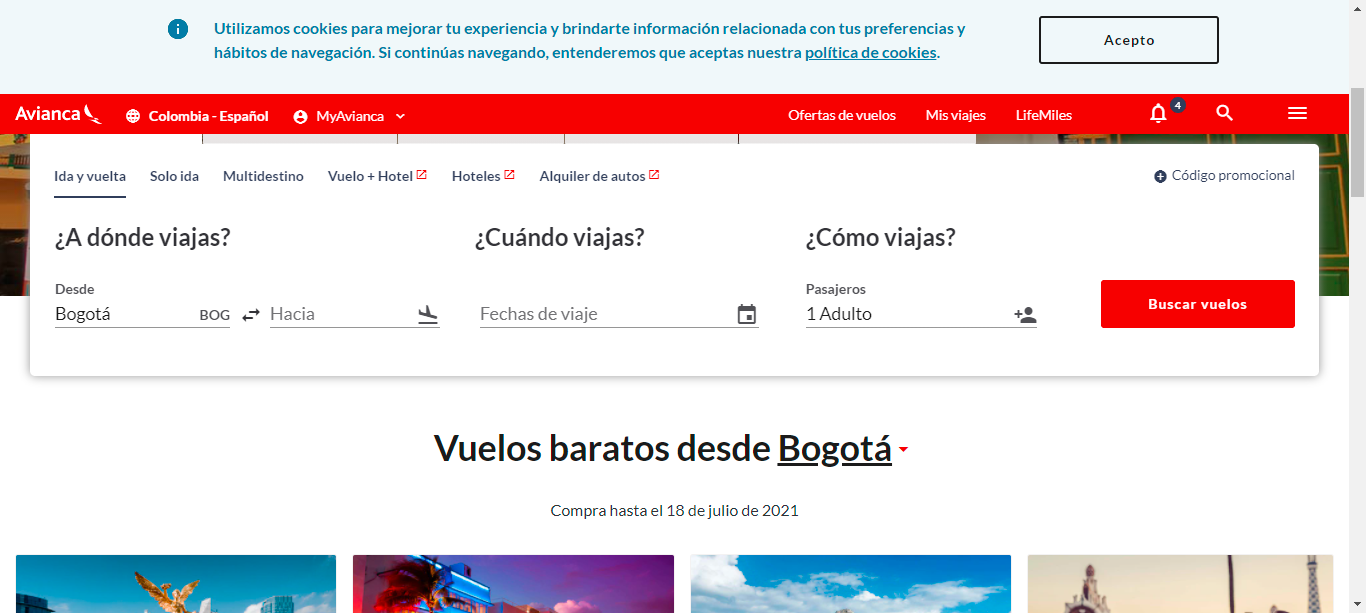 Utilizamos cookies para mejorar tu experiencia y brindarte información relacionada con tus preferencias y
hábitos de navegación. Si continúas navegando, entenderemos que aceptas nuestra política de cookies.
Acepto
Avianca
Colombia - Español
MyAvianca
Ofertas de vuelos
Mis viajes
LifeMiles
4
Ida y vuelta
Solo ida
Multidestino
Vuelo + Hotel
Hoteles
Alquiler de autos
Código promocional
¿A dónde viajas?
¿Cuándo viajas?
¿Cómo viajas?
Desde
Pasajeros
Bogotá
BOG
Hacia
Fechas de viaje
1 Adulto
Buscar vuelos
Vuelos baratos desde Bogotá
Compra hasta el 18 de julio de 2021